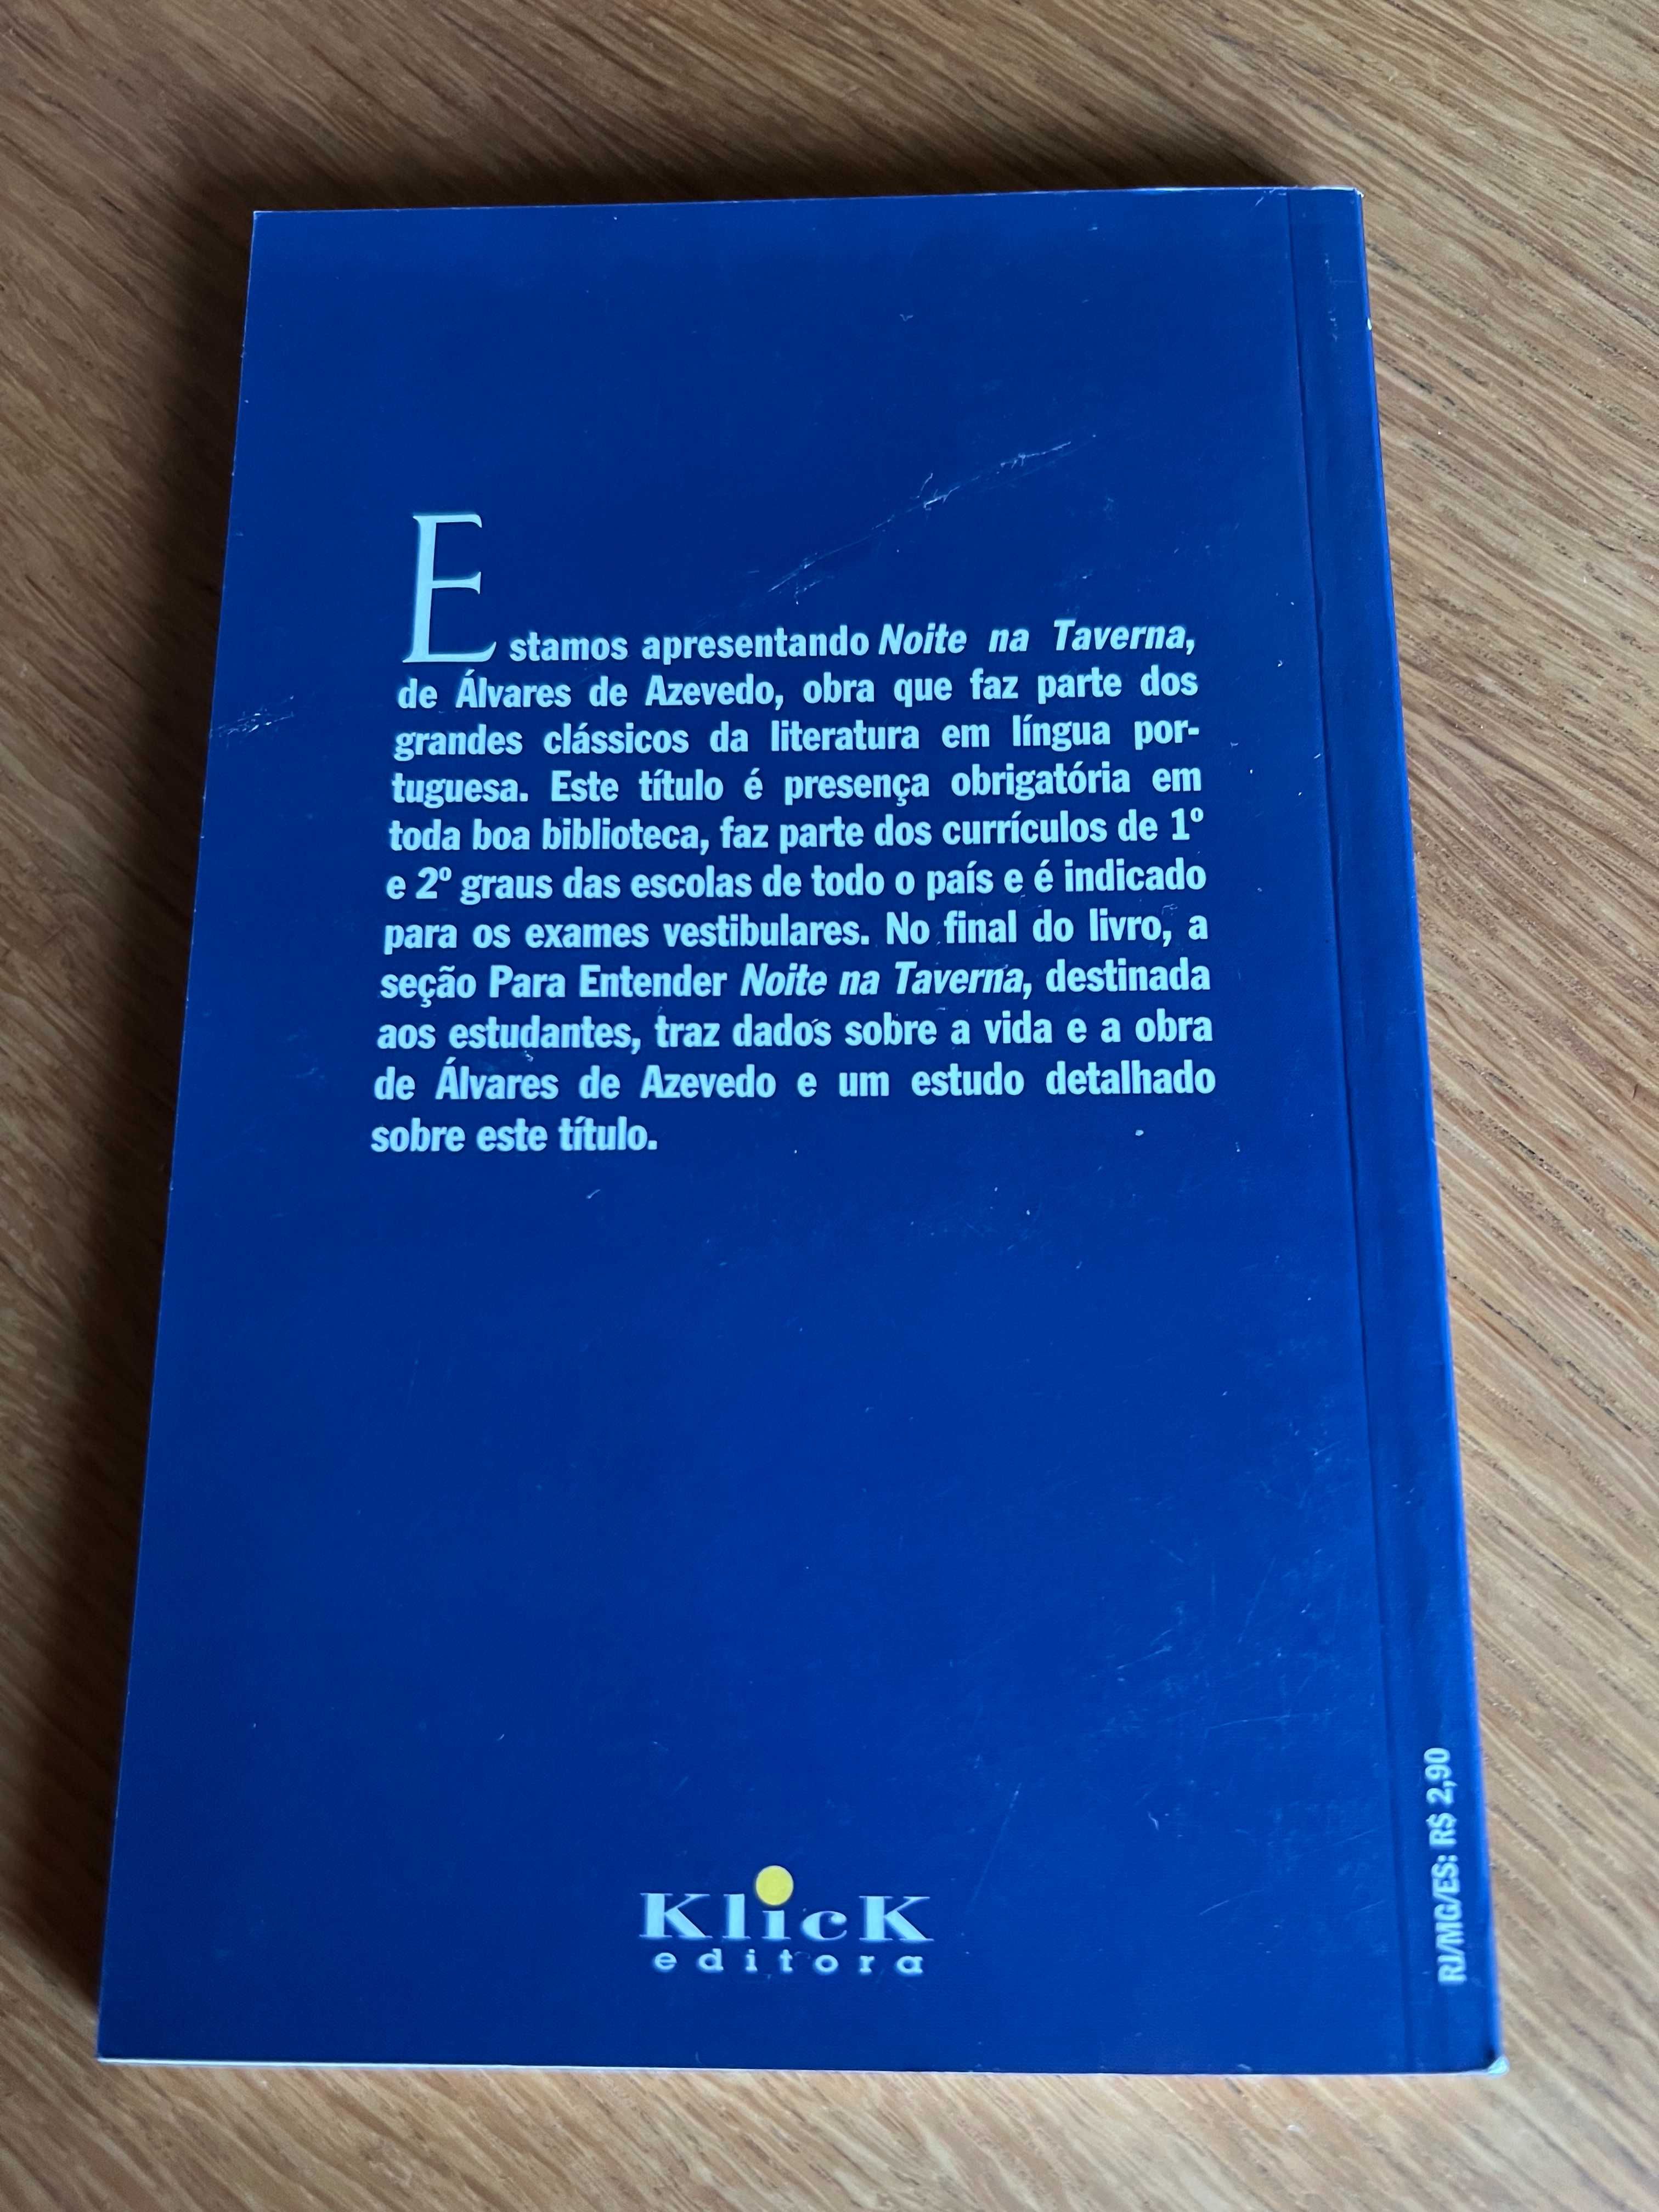 Estamos apresentando Noite na Taverna,
de Álvares de Azevedo, obra que faz parte dos
grandes clássicos da literatura em língua por-
tuguesa. Este título é presença obrigatória em
toda boa biblioteca, faz parte dos currículos de 1º
e 2º graus das escolas de todo o país e é indicado
para os exames vestibulares. No final do livro, a
seção Para Entender Noite na Taverna, destinada
aos estudantes, traz dados sobre a vida e a obra
de Álvares de Azevedo e um estudo detalhado
sobre este título.
KlicK
editora
RJ/MG/ES: R$ 2,90